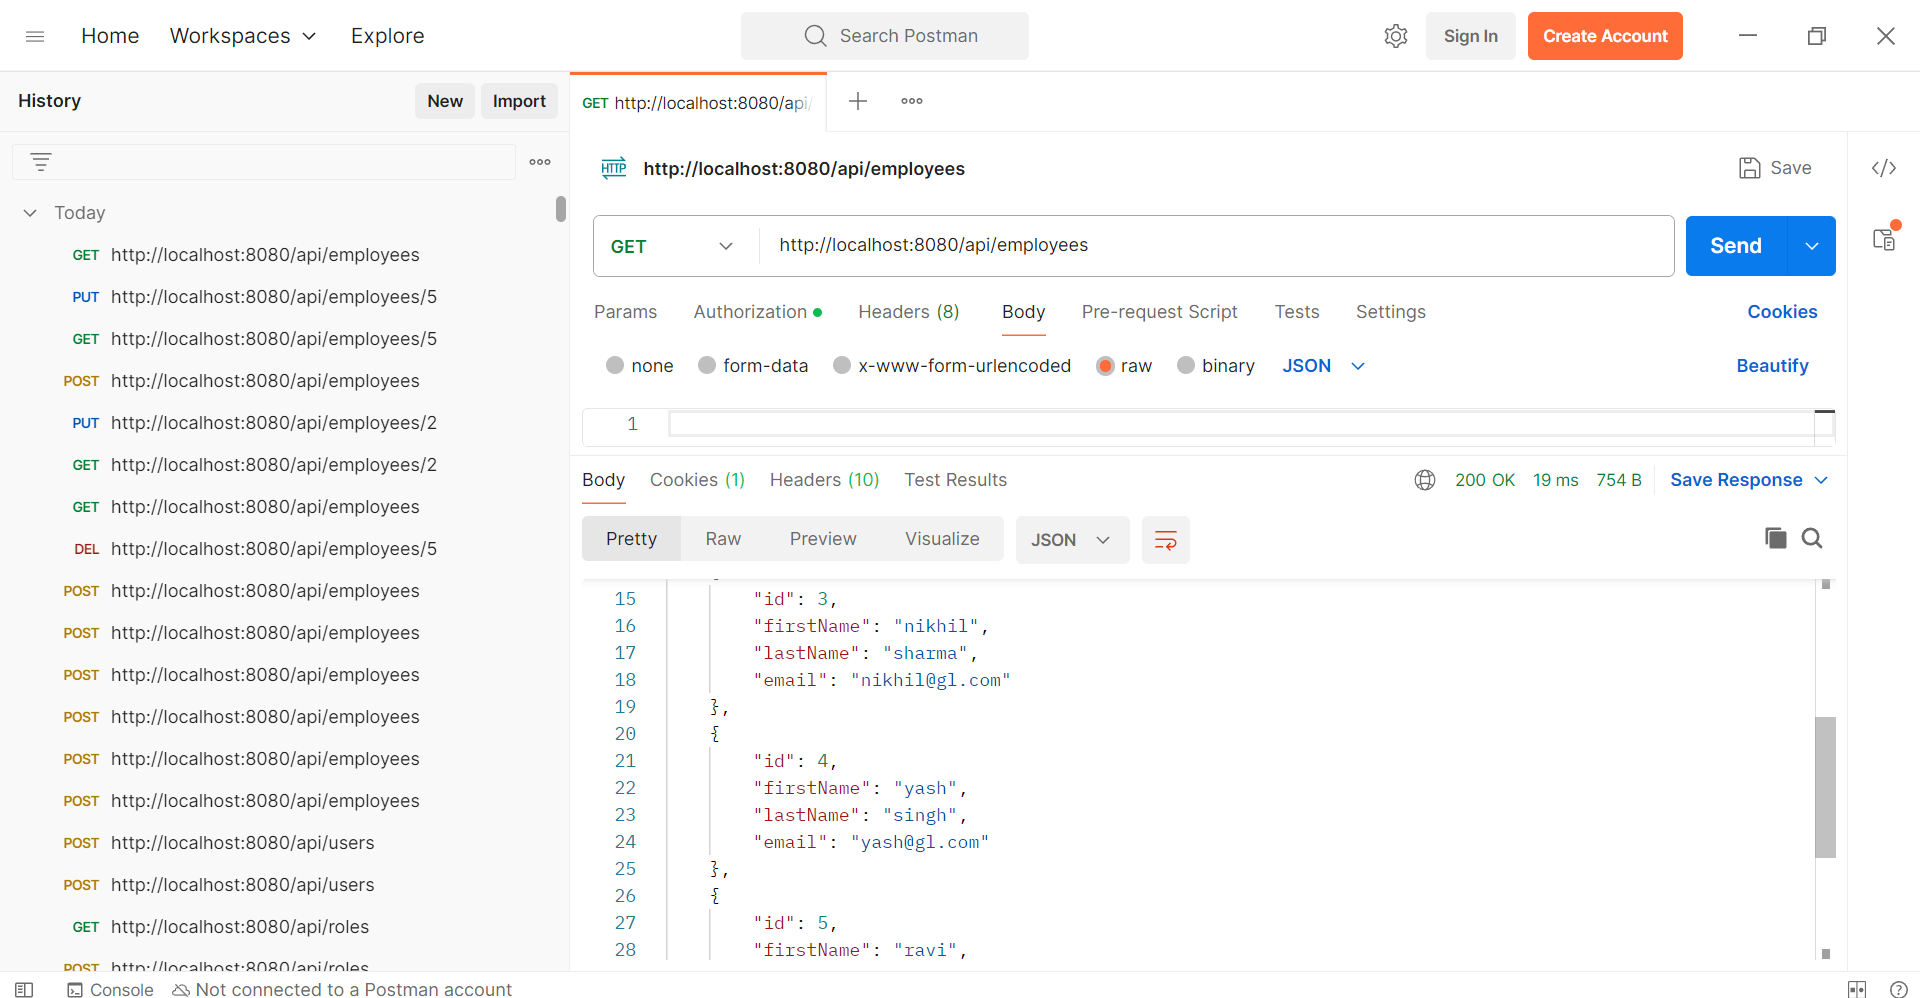 Home Workspaces Explore Search Postman Sign In Create Account
History New Import
GET http://localhost:8080/api/
HTTP http://localhost:8080/api/employees Save
Today
GET http://localhost:8080/api/employees
PUT http://localhost:8080/api/employees/5
GET http://localhost:8080/api/employees/5
POST http://localhost:8080/api/employees
PUT http://localhost:8080/api/employees/2
GET http://localhost:8080/api/employees/2
GET http://localhost:8080/api/employees
DEL http://localhost:8080/api/employees/5
POST http://localhost:8080/api/employees
POST http://localhost:8080/api/employees
POST http://localhost:8080/api/employees
POST http://localhost:8080/api/employees
POST http://localhost:8080/api/employees
POST http://localhost:8080/api/employees
POST http://localhost:8080/api/users
POST http://localhost:8080/api/users
GET http://localhost:8080/api/roles
POST http://localhost:8080/api/roles
GET http://localhost:8080/api/employees Send
Params Authorization Headers (8) Body Pre-request Script Tests Settings Cookies
none form-data x-www-form-urlencoded raw binary JSON Beautify
1
Body Cookies (1) Headers (10) Test Results 200 OK 19 ms 754 B Save Response
Pretty Raw Preview Visualize JSON
15 "id": 3,
16 "firstName": "nikhil",
17 "lastName": "sharma",
18 "email": "nikhil@gl.com"
19 },
20 {
21 "id": 4,
22 "firstName": "yash",
23 "lastName": "singh",
24 "email": "yash@gl.com"
25 },
26 {
27 "id": 5,
28 "firstName": "ravi",
Console Not connected to a Postman account